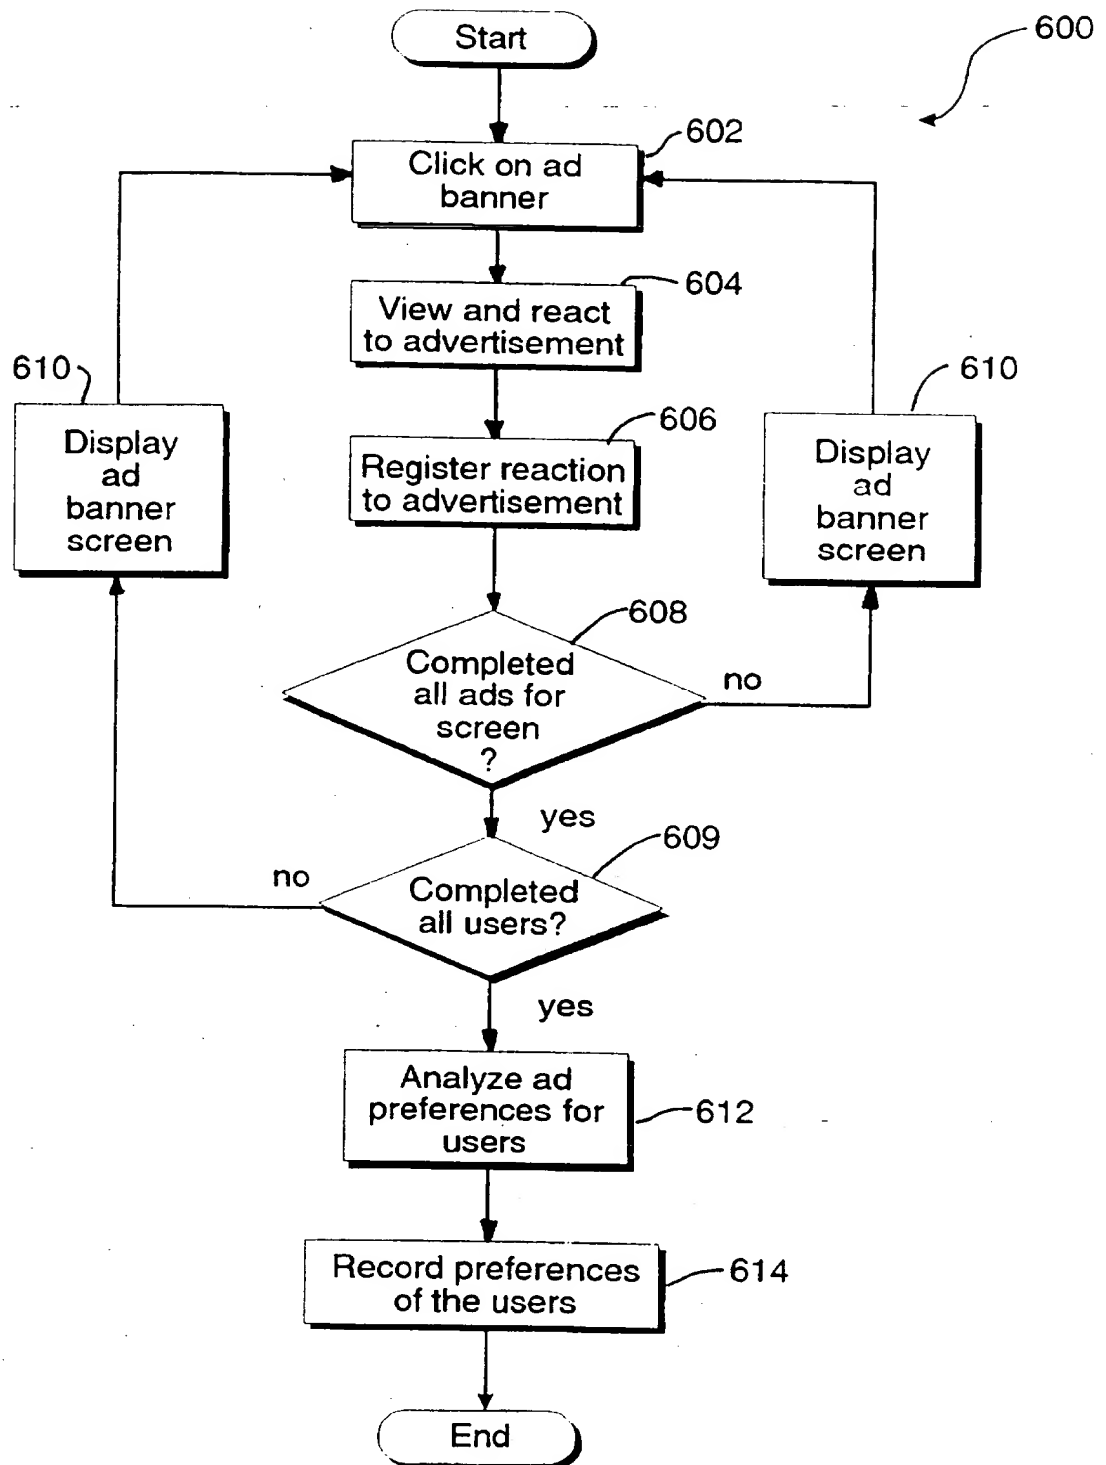 Start
600
602
Click on ad
banner
604
View and react
to advertisement
610
Display
ad
banner
screen
606
Register reaction
to advertisement
610
Display
ad
banner
screen
608
Completed
all ads for
screen
?
no
yes
609
no
Completed
all users?
yes
Analyze ad
preferences for
users
612
Record preferences
of the users
614
End